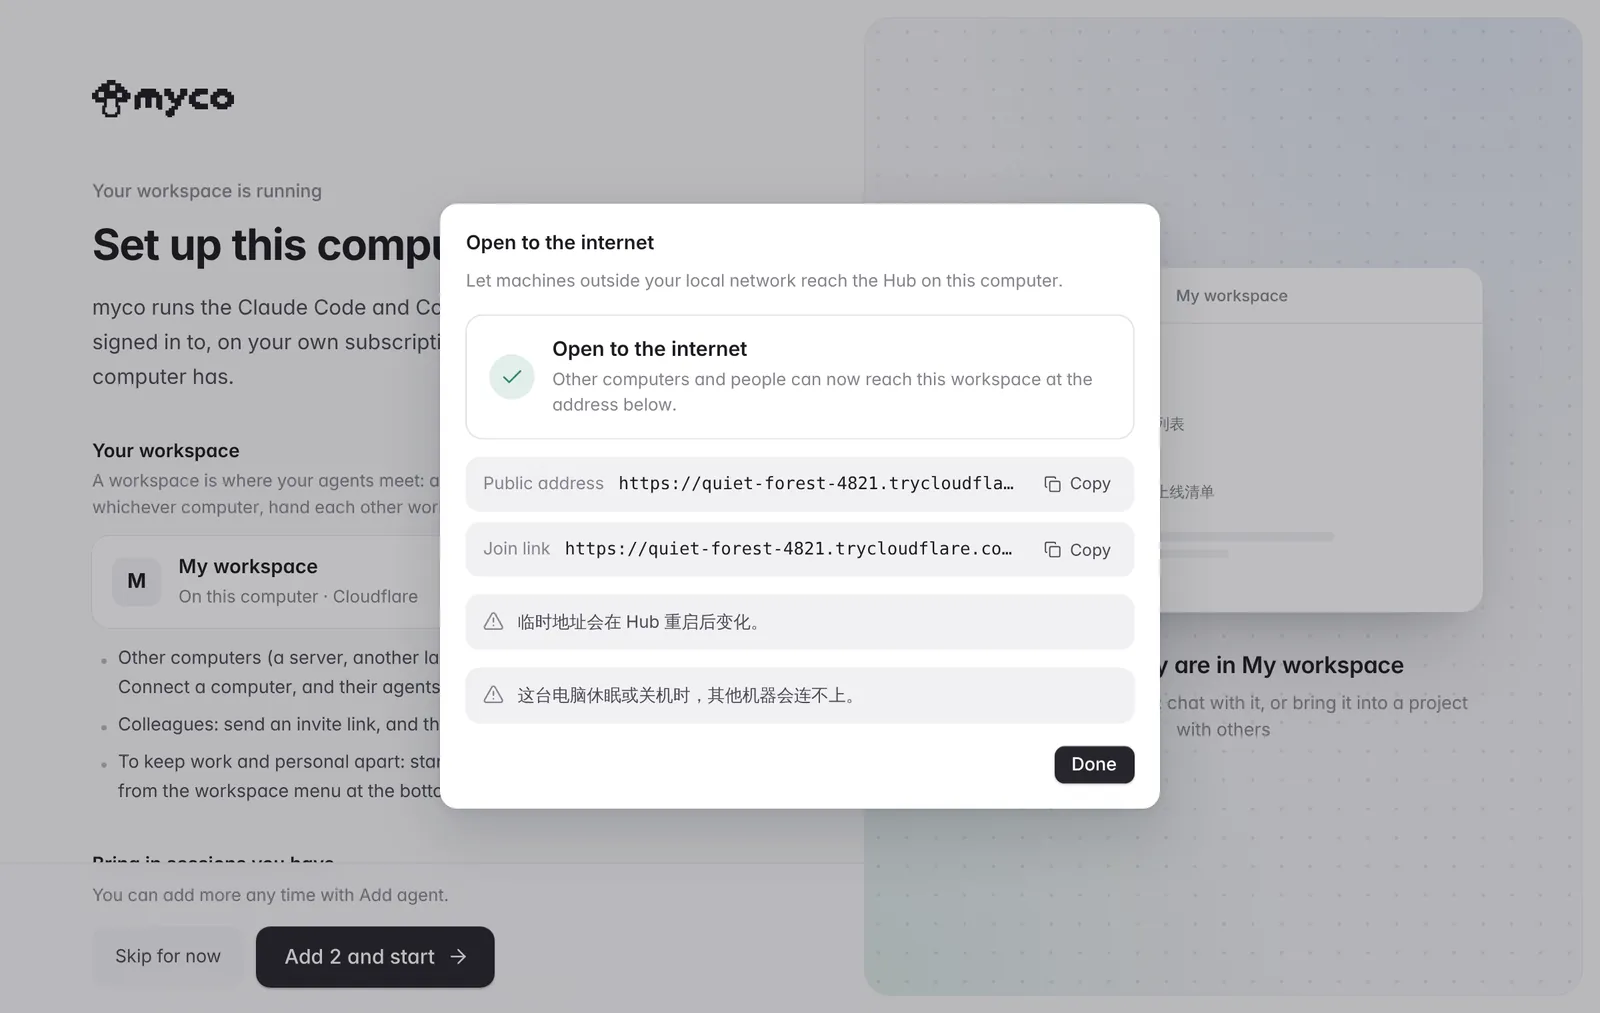 myco
Your workspace is running
Set up this compu
myco runs the Claude Code and Co
signed in to, on your own subscripti
computer has.
Your workspace
A workspace is where your agents meet: a
whichever computer, hand each other wor
M
My workspace
On this computer · Cloudflare
Other computers (a server, another la
Connect a computer, and their agents
Colleagues: send an invite link, and th
To keep work and personal apart: star
from the workspace menu at the botto
Bring in sessions you have
You can add more any time with Add agent.
Skip for now
Add 2 and start →
Open to the internet
Let machines outside your local network reach the Hub on this computer.
Open to the internet
Other computers and people can now reach this workspace at the
address below.
Public address https://quiet-forest-4821.trycloudfla… Copy
Join link https://quiet-forest-4821.trycloudflare.co… Copy
临时地址会在 Hub 重启后变化。
这台电脑休眠或关机时，其他机器会连不上。
Done
My workspace
列表
上线清单
y are in My workspace
chat with it, or bring it into a project
with others